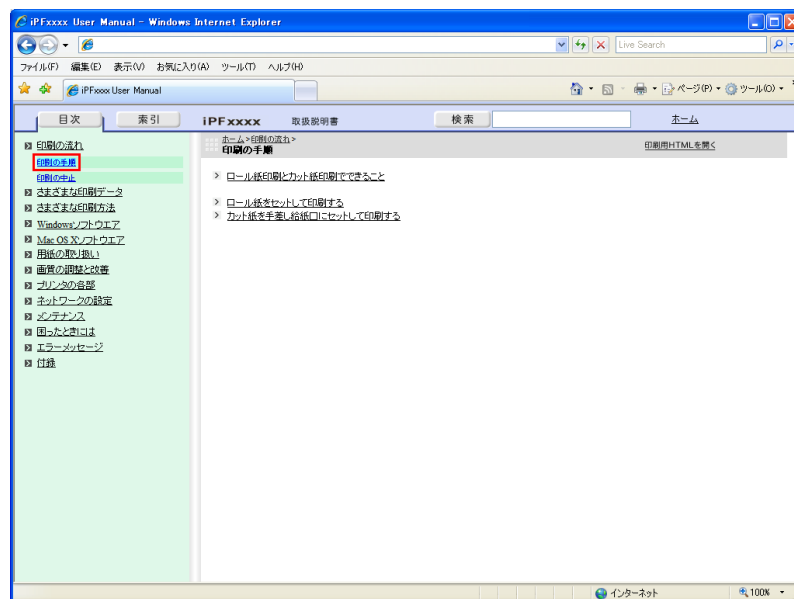 iPFxxxx User Manual - Windows Internet Explorer
Live Search
ファイル(F) 編集(E) 表示(V) お気に入り(A) ツール(T) ヘルプ(H)
iPFxxxx User Manual
ページ(P) ツール(O)
目次 索引 iPFxxxx 取扱説明書 検索 ホーム
ホーム>印刷の流れ>
印刷の手順
印刷用HTMLを開く
印刷の流れ
印刷の手順
印刷の中止
さまざまな印刷データ
さまざまな印刷方法
Windowsソフトウエア
Mac OS Xソフトウエア
用紙の取り扱い
画質の調整と改善
プリンタの各部
ネットワークの設定
メンテナンス
困ったときには
エラーメッセージ
付録
> ロール紙印刷とカット紙印刷でできること
> ロール紙をセットして印刷する
> カット紙を手差し給紙口にセットして印刷する
インターネット 100%